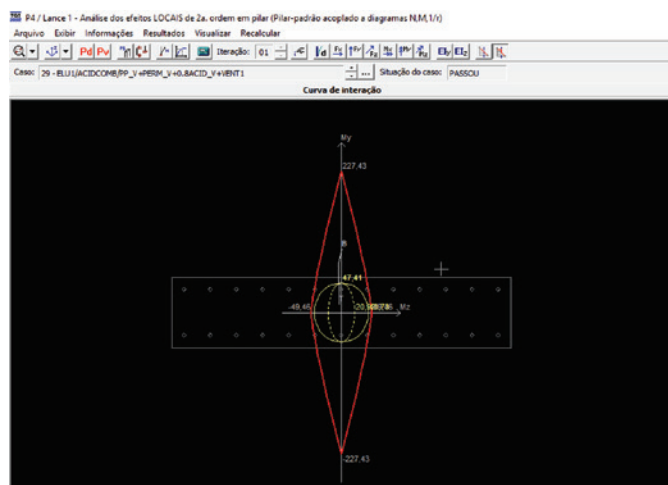 P4 / Lance 1 - Análise dos efeitos LOCAIS de 2a. ordem em pilar (Pilar-padrão acoplado a diagramas N,M,1/r)
Arquivo Exibir Informações Resultados Visualizar Recalcular
Pd Pv Iteração: 01
Caso: 29 - ELU1/ACIDCOMB/PP_V+PERM_V+0.8ACID_V+VENT1 ... Situação do caso: PASSOU
Curva de interação
My
227,43
B
47,41
-49,46
Mz
-227,43